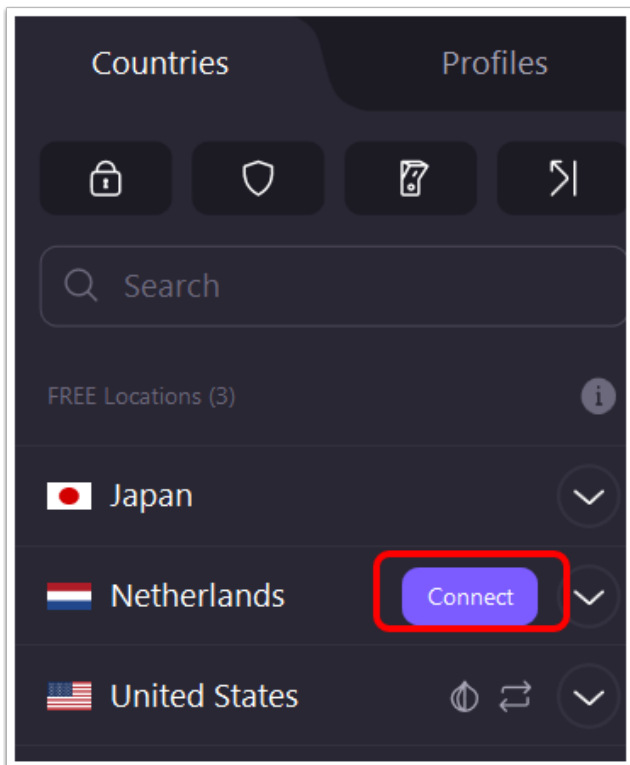 Countries Profiles
Search
FREE Locations (3)
Japan
Netherlands Connect
United States